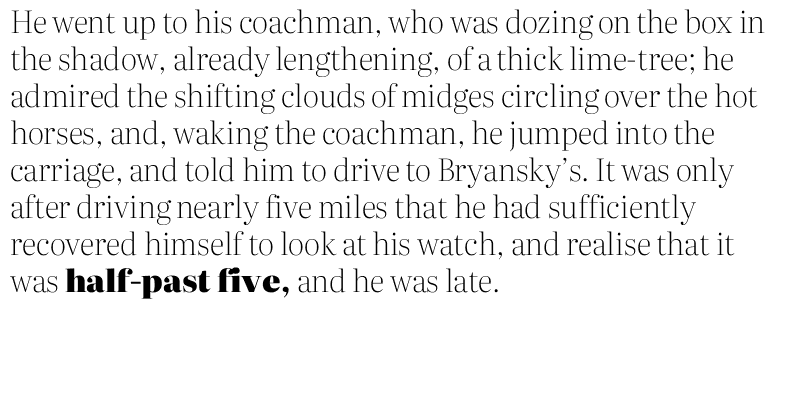 He went up to his coachman, who was dozing on the box in
the shadow, already lengthening, of a thick lime-tree; he
admired the shifting clouds of midges circling over the hot
horses, and, waking the coachman, he jumped into the
carriage, and told him to drive to Bryansky’s. It was only
after driving nearly five miles that he had sufficiently
recovered himself to look at his watch, and realise that it
was half-past five, and he was late.